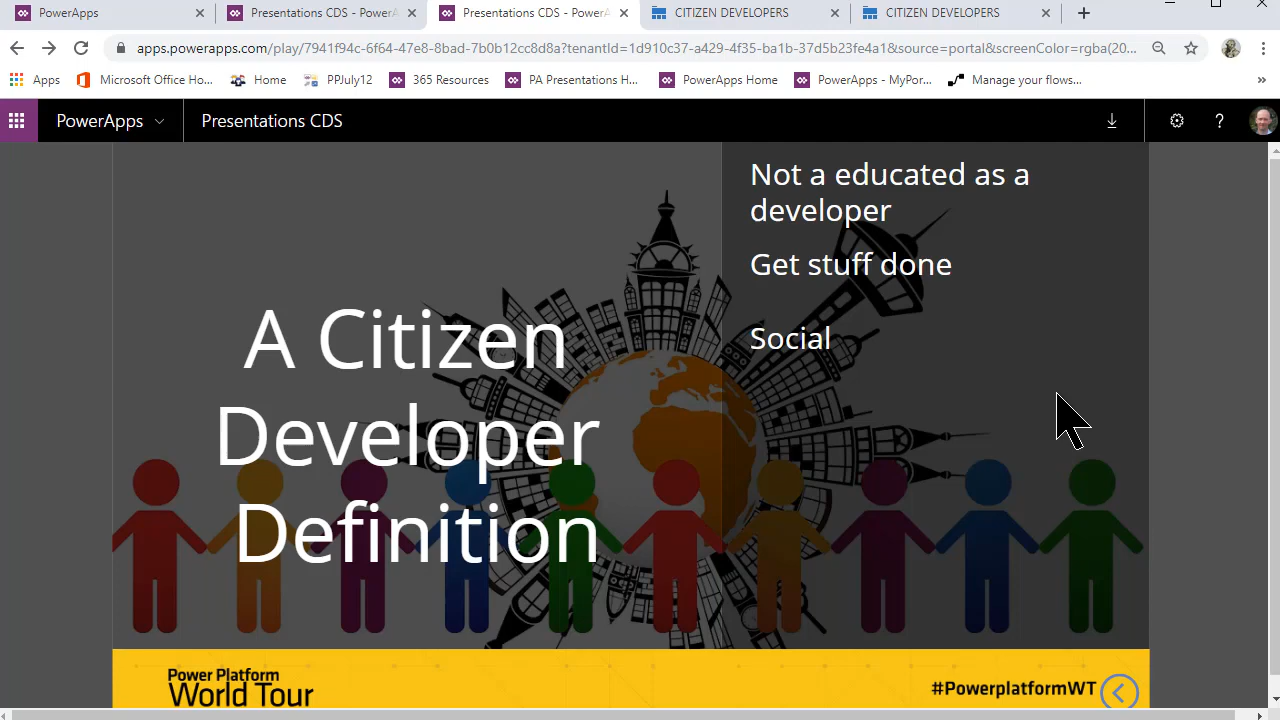 PowerApps
Presentations CDS - PowerA
Presentations CDS - PowerA
CITIZEN DEVELOPERS
CITIZEN DEVELOPERS
apps.powerapps.com/play/7941f94c-6f64-47e8-8bad-7b0b12cc8d8a?tenantId=1d910c37-a423-4f35-ba1b-37d5b23fe4a1&source=portal&screenColor=rgba(20...
Apps
Microsoft Office Ho...
Home
PPJuly12
365 Resources
PA Presentations H...
PowerApps Home
PowerApps - MyPor...
Manage your flows...
PowerApps
Presentations CDS
Not a educated as a
developer
Get stuff done
Social
A Citizen
Developer
Definition
Power Platform
World Tour
#PowerplatformWT